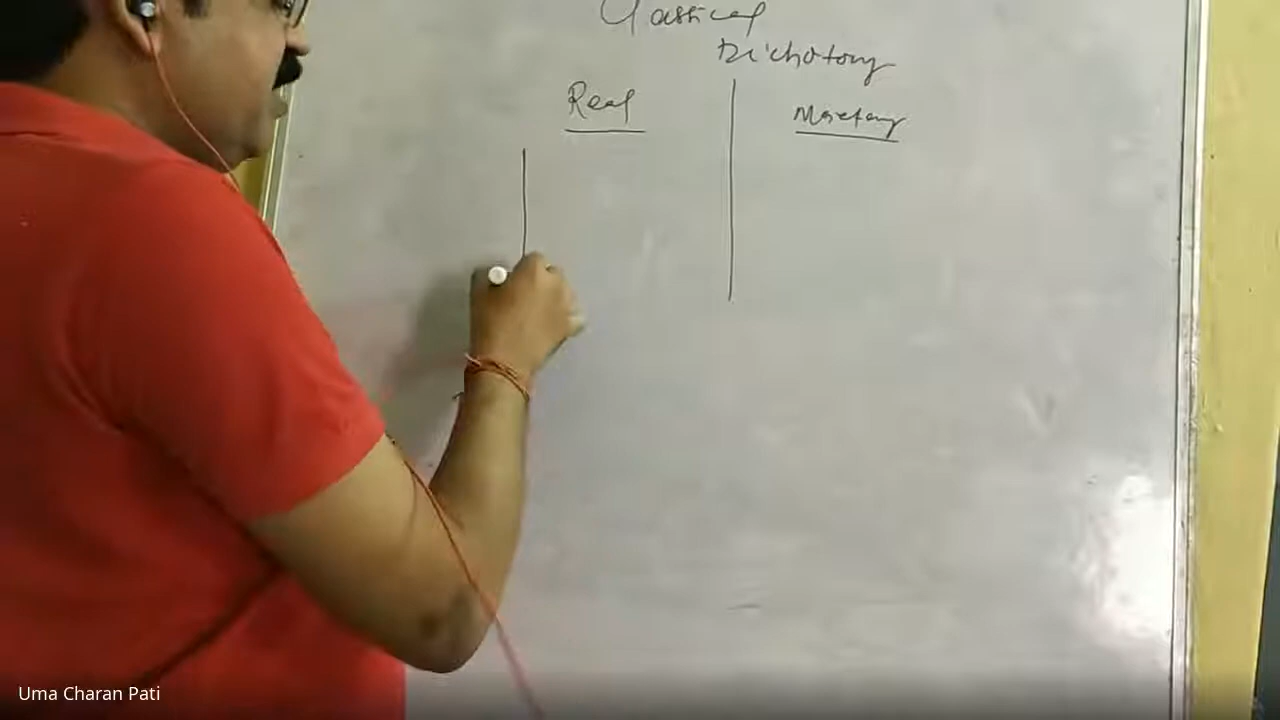 Classical
Dichotomy
Real
Monetary
Uma Charan Pati